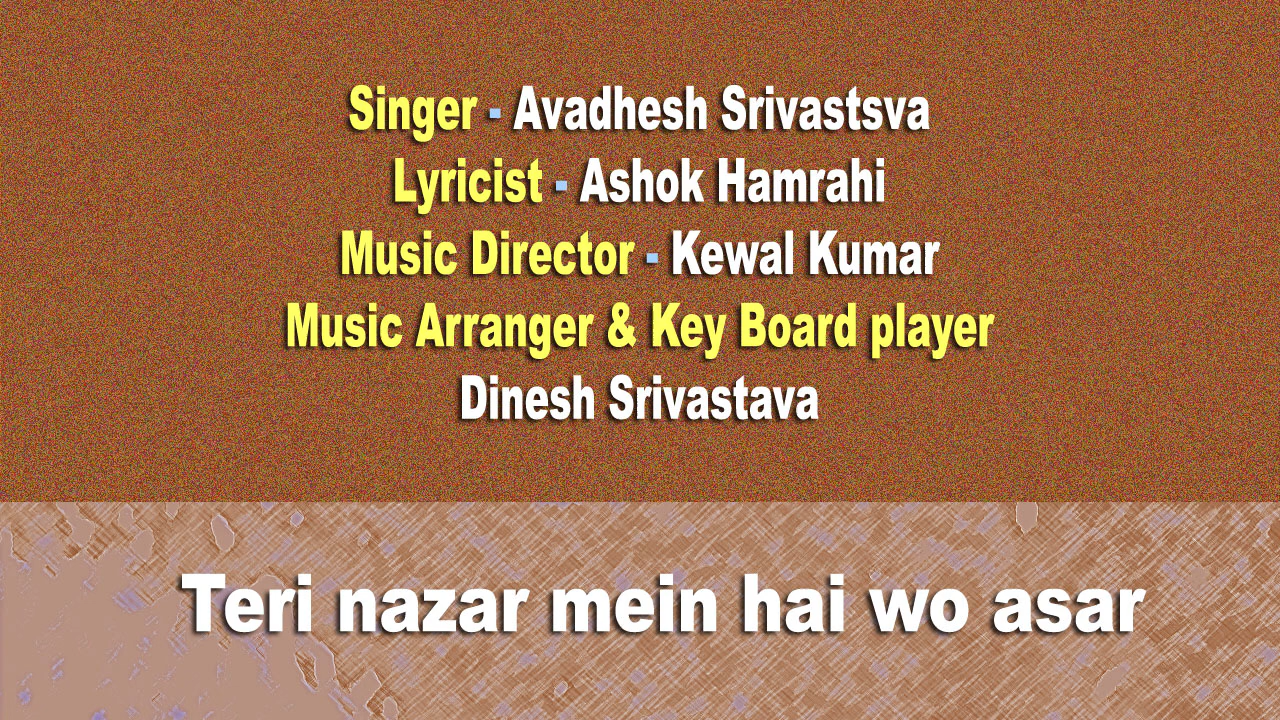 Singer - Avadhesh Srivastsva
Lyricist - Ashok Hamrahi
Music Director - Kewal Kumar
Music Arranger & Key Board player
Dinesh Srivastava
Teri nazar mein hai wo asar